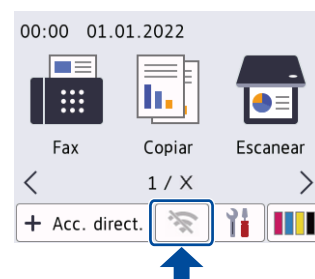 00:00 01.01.2022
Fax Copiar Escanear
< 1 / X >
+ Acc. direct.